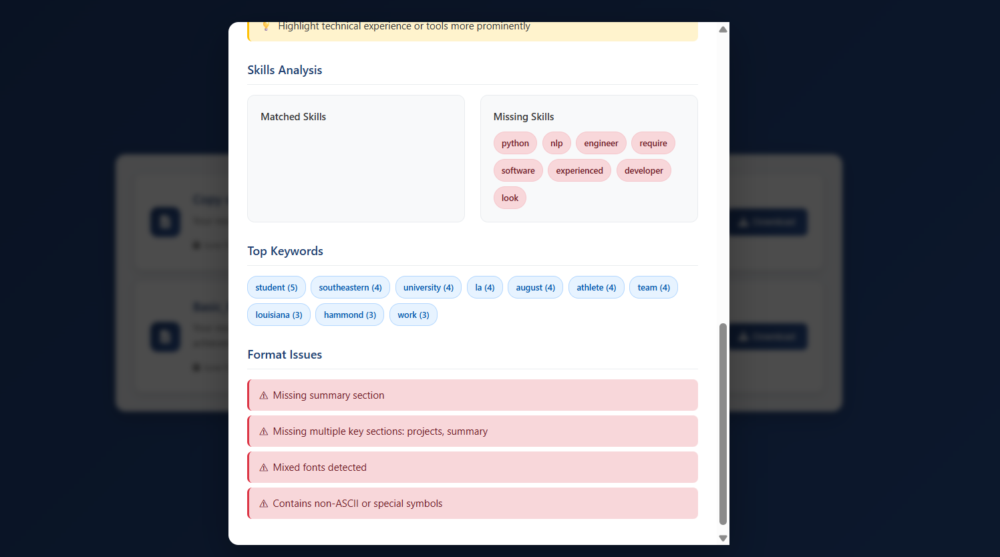 Highlight technical experience or tools more prominently
Skills Analysis
Matched Skills
Missing Skills
python nlp engineer require
software experienced developer
look
Top Keywords
student (5) southeastern (4) university (4) la (4) august (4) athlete (4) team (4)
louisiana (3) hammond (3) work (3)
Format Issues
⚠ Missing summary section
⚠ Missing multiple key sections: projects, summary
⚠ Mixed fonts detected
⚠ Contains non-ASCII or special symbols